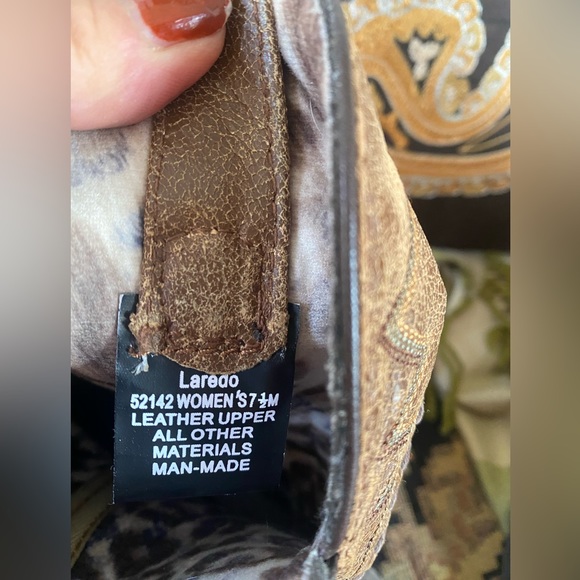 Laredo
52142 WOMEN'S 7 ½ M
LEATHER UPPER
ALL OTHER
MATERIALS
MAN-MADE